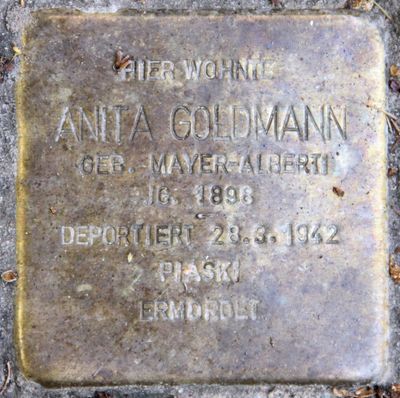 HIER WOHNTE
ANITA GOLDMANN
GEB. MAYER-ALBERTI
JG. 1898
DEPORTIERT 28.3.1942
PIASKI
ERMORDET